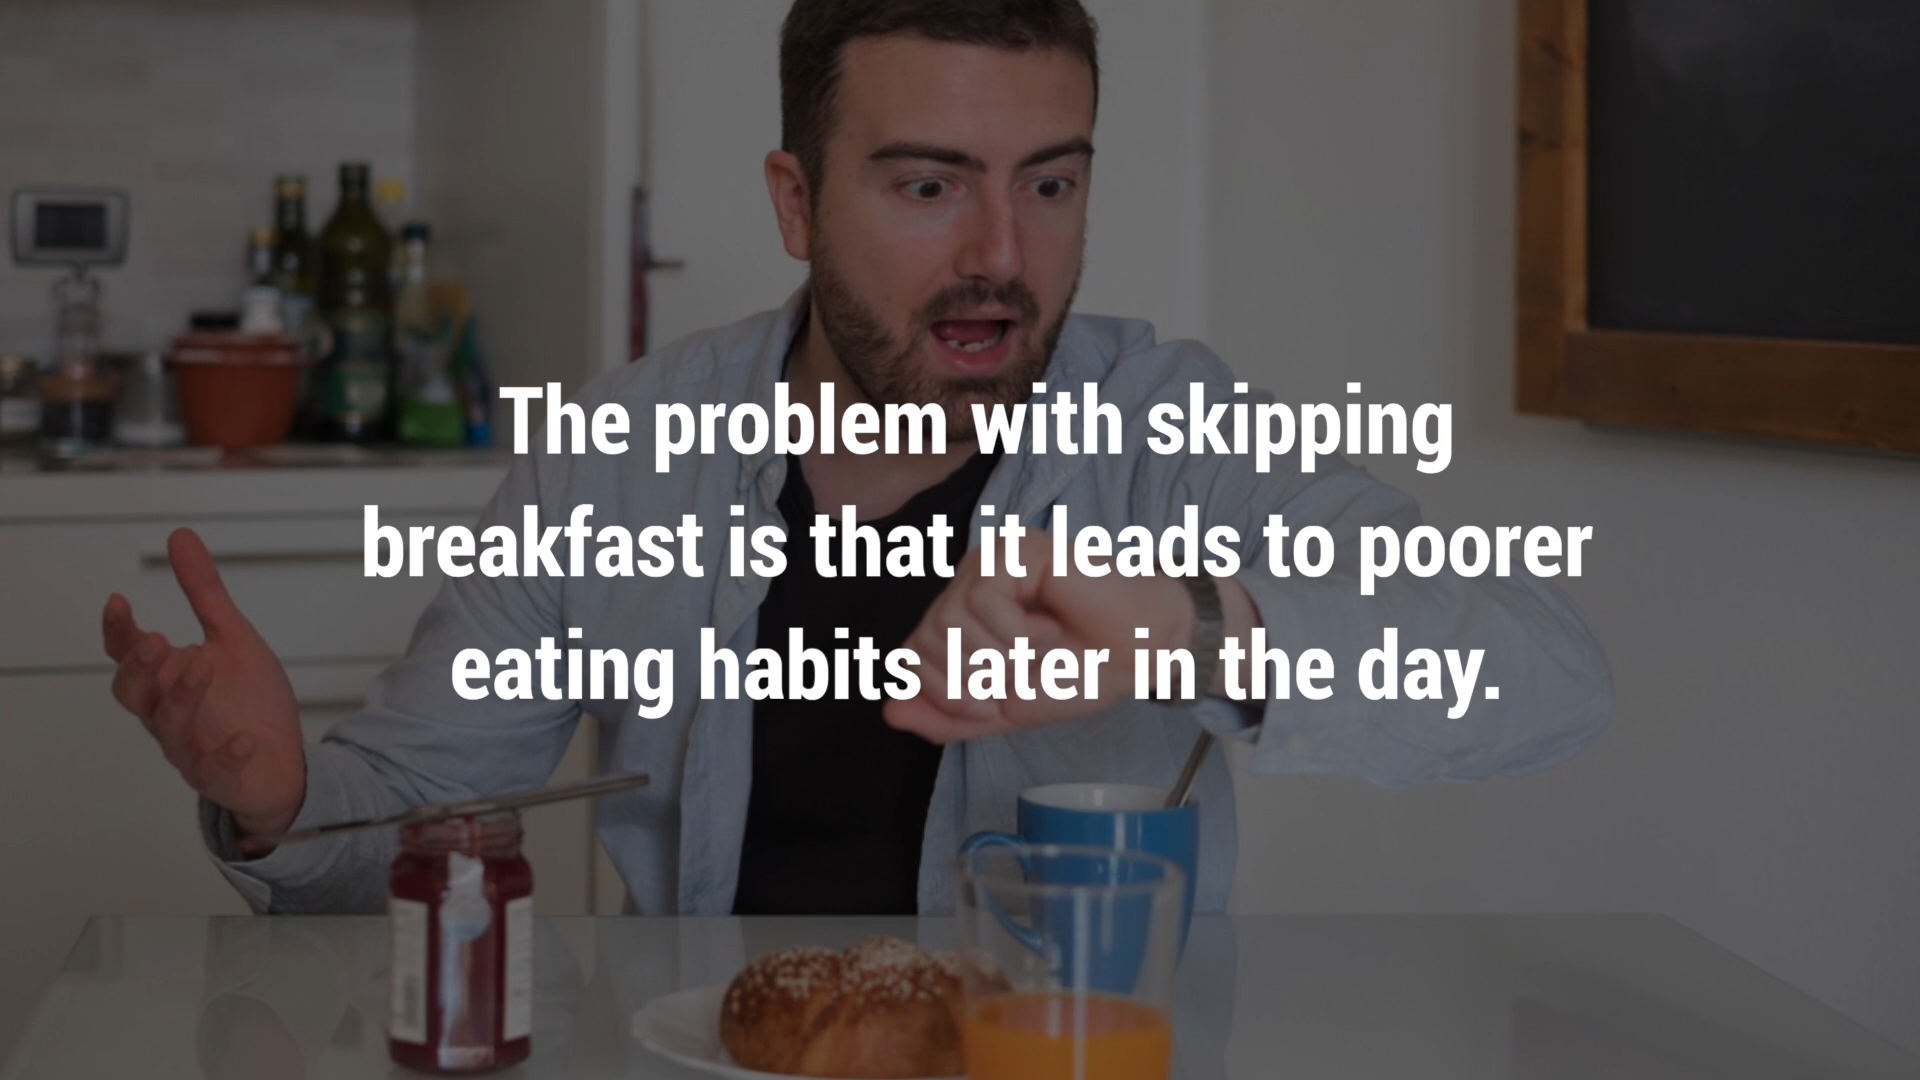 The problem with skipping
breakfast is that it leads to poorer
eating habits later in the day.